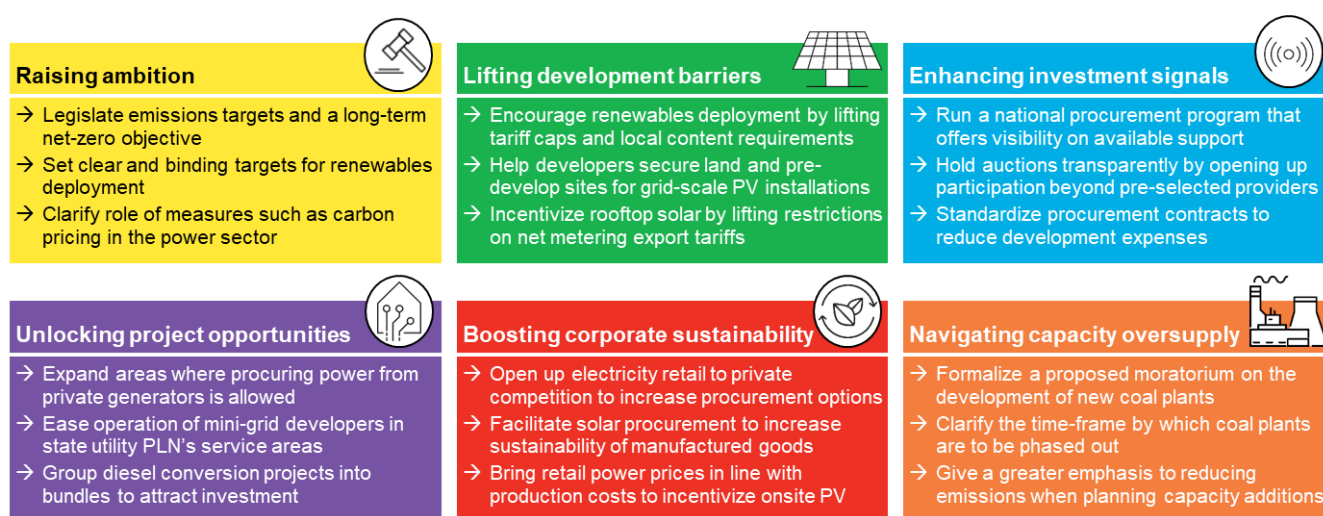 Raising ambition
→ Legislate emissions targets and a long-term
net-zero objective
→ Set clear and binding targets for renewables
deployment
→ Clarify role of measures such as carbon
pricing in the power sector
Lifting development barriers
→ Encourage renewables deployment by lifting
tariff caps and local content requirements
→ Help developers secure land and pre-
develop sites for grid-scale PV installations
→ Incentivize rooftop solar by lifting restrictions
on net metering export tariffs
Enhancing investment signals
→ Run a national procurement program that
offers visibility on available support
→ Hold auctions transparently by opening up
participation beyond pre-selected providers
→ Standardize procurement contracts to
reduce development expenses
Unlocking project opportunities
→ Expand areas where procuring power from
private generators is allowed
→ Ease operation of mini-grid developers in
state utility PLN's service areas
→ Group diesel conversion projects into
bundles to attract investment
Boosting corporate sustainability
→ Open up electricity retail to private
competition to increase procurement options
→ Facilitate solar procurement to increase
sustainability of manufactured goods
→ Bring retail power prices in line with
production costs to incentivize onsite PV
Navigating capacity oversupply
→ Formalize a proposed moratorium on the
development of new coal plants
→ Clarify the time-frame by which coal plants
are to be phased out
→ Give a greater emphasis to reducing
emissions when planning capacity additions